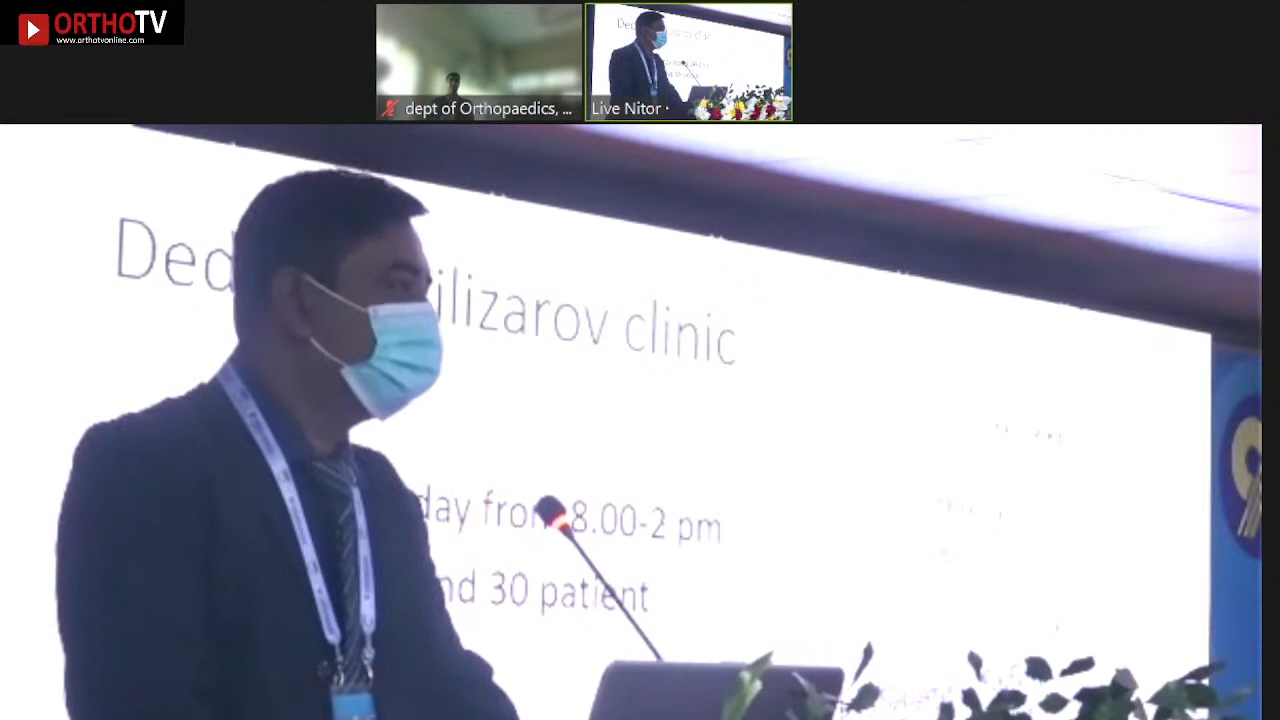 ORTHOTV
www.orthotvonline.com
dept of Orthopaedics, ...
Live Nitor
Ded
ilizarov clinic
day from 8.00-2 pm
nd 30 patient